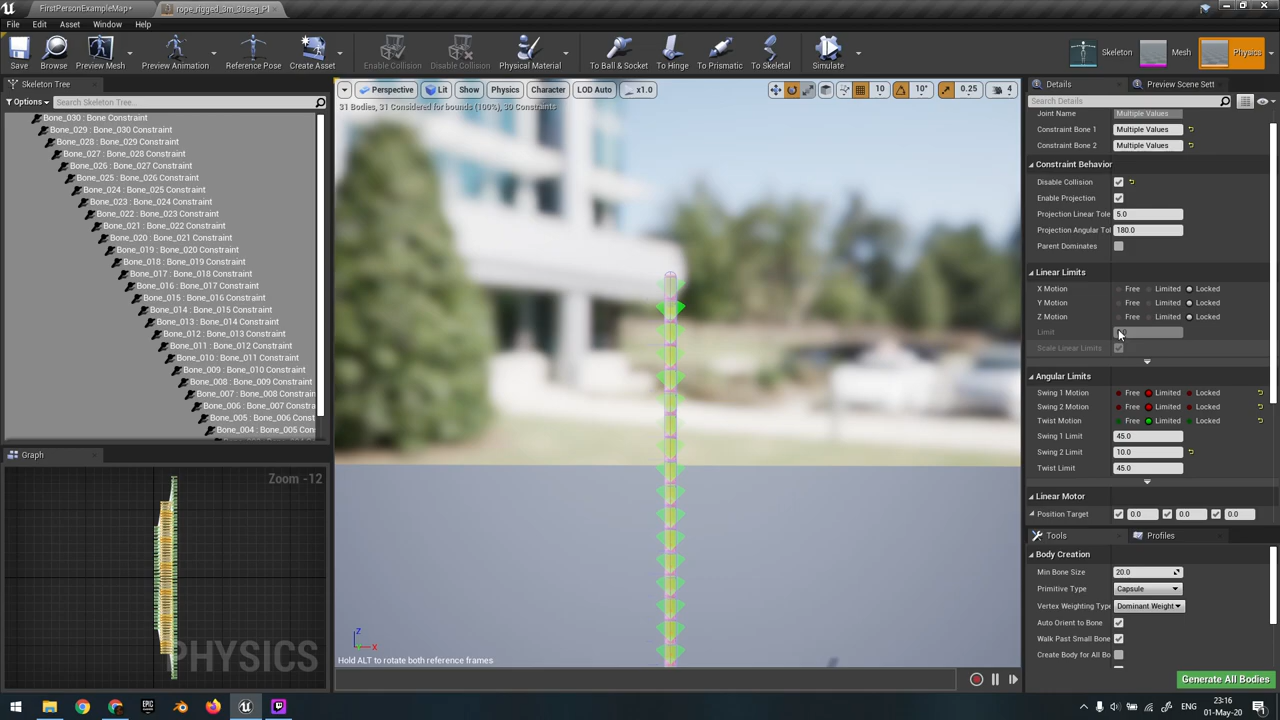 FirstPersonExampleMap*
rope_rigged_3m_30seg_Pl
File Edit Asset Window Help
Save
Browse
Preview Mesh
Preview Animation
Reference Pose
Create Asset
Enable Collision
Disable Collision
Physical Material
To Ball & Socket
To Hinge
To Prismatic
To Skeletal
Simulate
Skeleton
Mesh
Physics
Skeleton Tree
Options
Search Skeleton Tree...
Bone_030 : Bone Constraint
Bone_029 : Bone_030 Constraint
Bone_028 : Bone_029 Constraint
Bone_027 : Bone_028 Constraint
Bone_026 : Bone_027 Constraint
Bone_025 : Bone_026 Constraint
Bone_024 : Bone_025 Constraint
Bone_023 : Bone_024 Constraint
Bone_022 : Bone_023 Constraint
Bone_021 : Bone_022 Constraint
Bone_020 : Bone_021 Constraint
Bone_019 : Bone_020 Constraint
Bone_018 : Bone_019 Constraint
Bone_017 : Bone_018 Constraint
Bone_016 : Bone_017 Constraint
Bone_015 : Bone_016 Constraint
Bone_014 : Bone_015 Constraint
Bone_013 : Bone_014 Constraint
Bone_012 : Bone_013 Constraint
Bone_011 : Bone_012 Constraint
Bone_010 : Bone_011 Constraint
Bone_009 : Bone_010 Constraint
Bone_008 : Bone_009 Constraint
Bone_007 : Bone_008 Constraint
Bone_006 : Bone_007 Constra
Bone_005 : Bone_006 Const
Bone_004 : Bone_005 Con
Graph
Zoom -12
PHYSICS
Perspective Lit Show Physics Character LOD Auto x1.0
10 10° 0.25 4
31 Bodies, 31 Considered for bounds (100%), 30 Constraints
Z
X
Hold ALT to rotate both reference frames
Details
Preview Scene Sett
Search Details
Joint Name Multiple Values
Constraint Bone 1 Multiple Values
Constraint Bone 2 Multiple Values
Constraint Behavior
Disable Collision
Enable Projection
Projection Linear Tole 5.0
Projection Angular Tol 180.0
Parent Dominates
Linear Limits
X Motion Free Limited Locked
Y Motion Free Limited Locked
Z Motion Free Limited Locked
Limit
Scale Linear Limits
Angular Limits
Swing 1 Motion Free Limited Locked
Swing 2 Motion Free Limited Locked
Twist Motion Free Limited Locked
Swing 1 Limit 45.0
Swing 2 Limit 10.0
Twist Limit 45.0
Linear Motor
Position Target 0.0 0.0 0.0
Tools
Profiles
Body Creation
Min Bone Size 20.0
Primitive Type Capsule
Vertex Weighting Type Dominant Weight
Auto Orient to Bone
Walk Past Small Bone
Create Body for All Bo
Generate All Bodies
EPIC
23:16
01-May-20